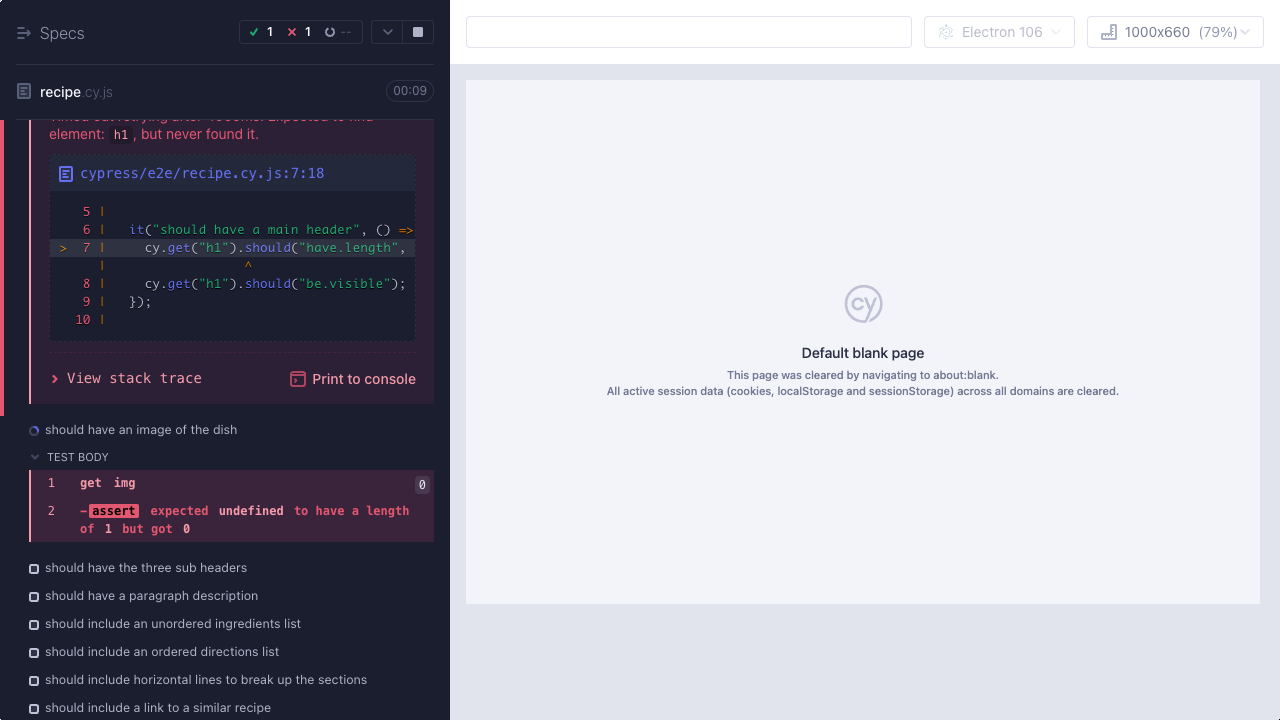 Specs
1
1
--
Electron 106
1000x660 (79%)
recipe.cy.js
00:09
element: h1 , but never found it.
cypress/e2e/recipe.cy.js:7:18
5 |
6 | it("should have a main header", () =>
> 7 | cy.get("h1").should("have.length",
| ^
8 | cy.get("h1").should("be.visible");
9 | });
10 |
View stack trace
Print to console
should have an image of the dish
TEST BODY
1 get img 0
2 -assert expected undefined to have a length
of 1 but got 0
should have the three sub headers
should have a paragraph description
should include an unordered ingredients list
should include an ordered directions list
should include horizontal lines to break up the sections
should include a link to a similar recipe
cy
Default blank page
This page was cleared by navigating to about:blank.
All active session data (cookies, localStorage and sessionStorage) across all domains are cleared.